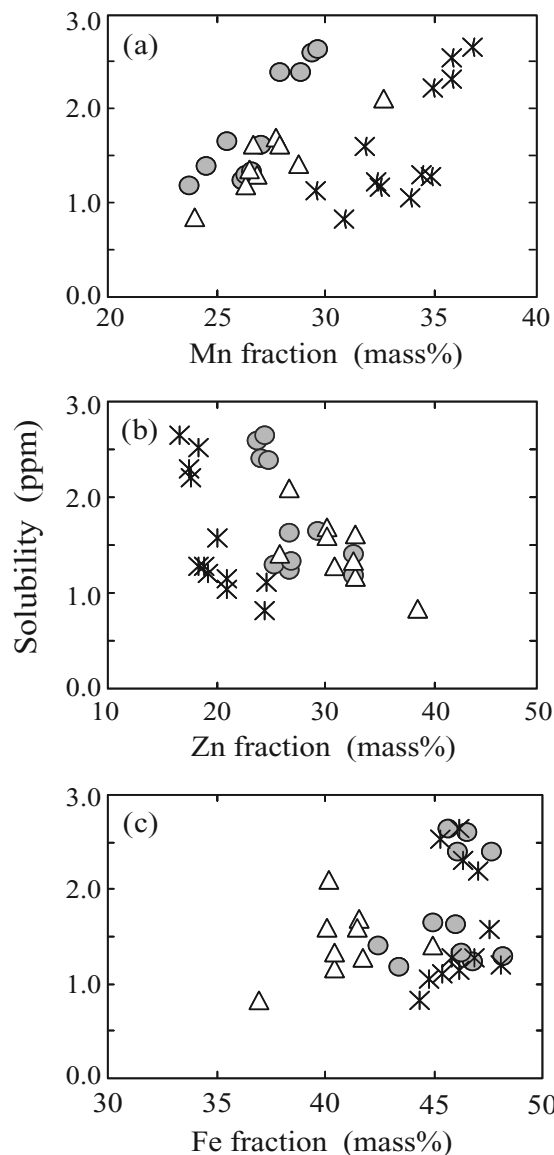 (a)
3.0
2.0
1.0
0.0
20 25 30 35 40
Mn fraction (mass%)
(b)
3.0
2.0
1.0
0.0
10 20 30 40 50
Zn fraction (mass%)
Solubility (ppm)
(c)
3.0
2.0
1.0
0.0
30 35 40 45 50
Fe fraction (mass%)